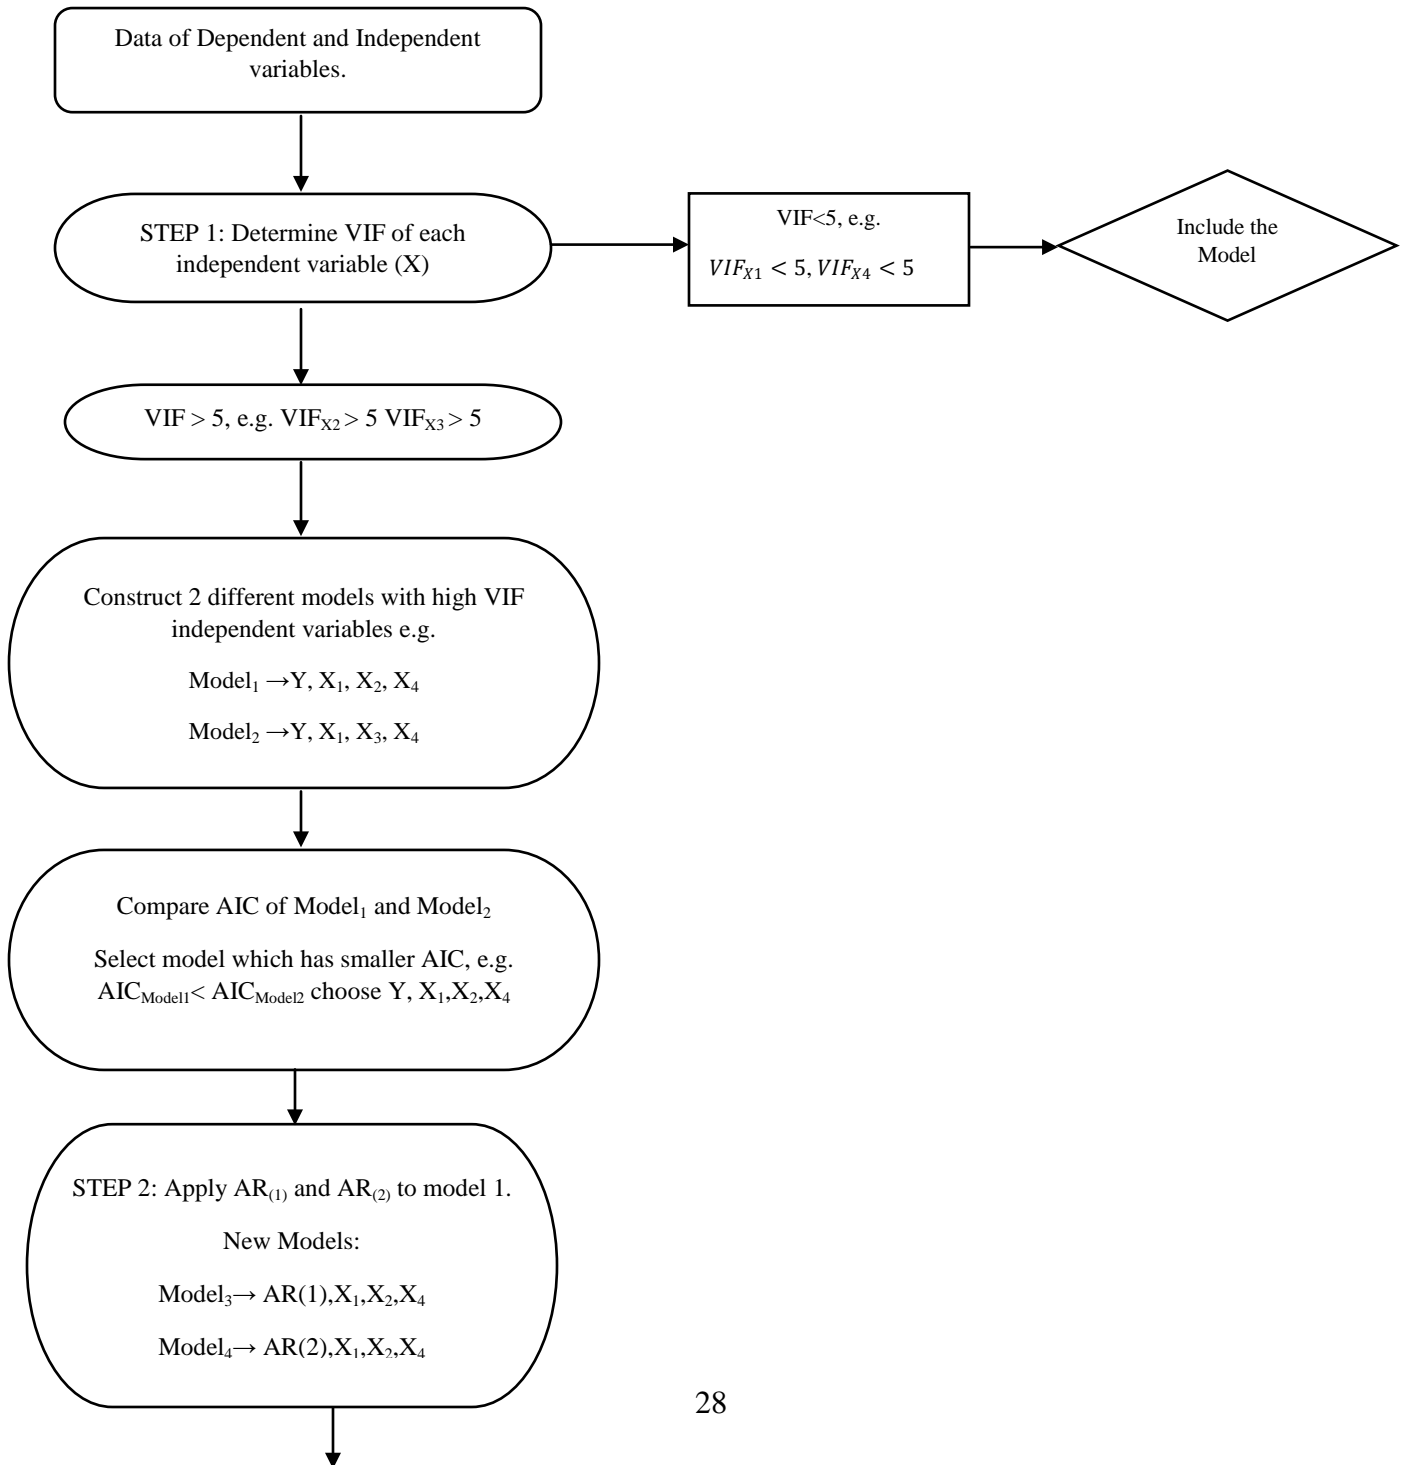 Data of Dependent and Independent
variables.
STEP 1: Determine VIF of each
independent variable (X)
VIF<5, e.g.
𝑉𝐼𝐹𝑋1 < 5, 𝑉𝐼𝐹𝑋4 < 5
Include the
Model
VIF > 5, e.g. VIFX2 > 5 VIFX3 > 5
Construct 2 different models with high VIF
independent variables e.g.
Model1 →Y, X1, X2, X4
Model2 →Y, X1, X3, X4
Compare AIC of Model1 and Model2
Select model which has smaller AIC, e.g.
AICModel1< AICModel2 choose Y, X1,X2,X4
STEP 2: Apply AR(1) and AR(2) to model 1.
New Models:
Model3→ AR(1),X1,X2,X4
Model4→ AR(2),X1,X2,X4
28